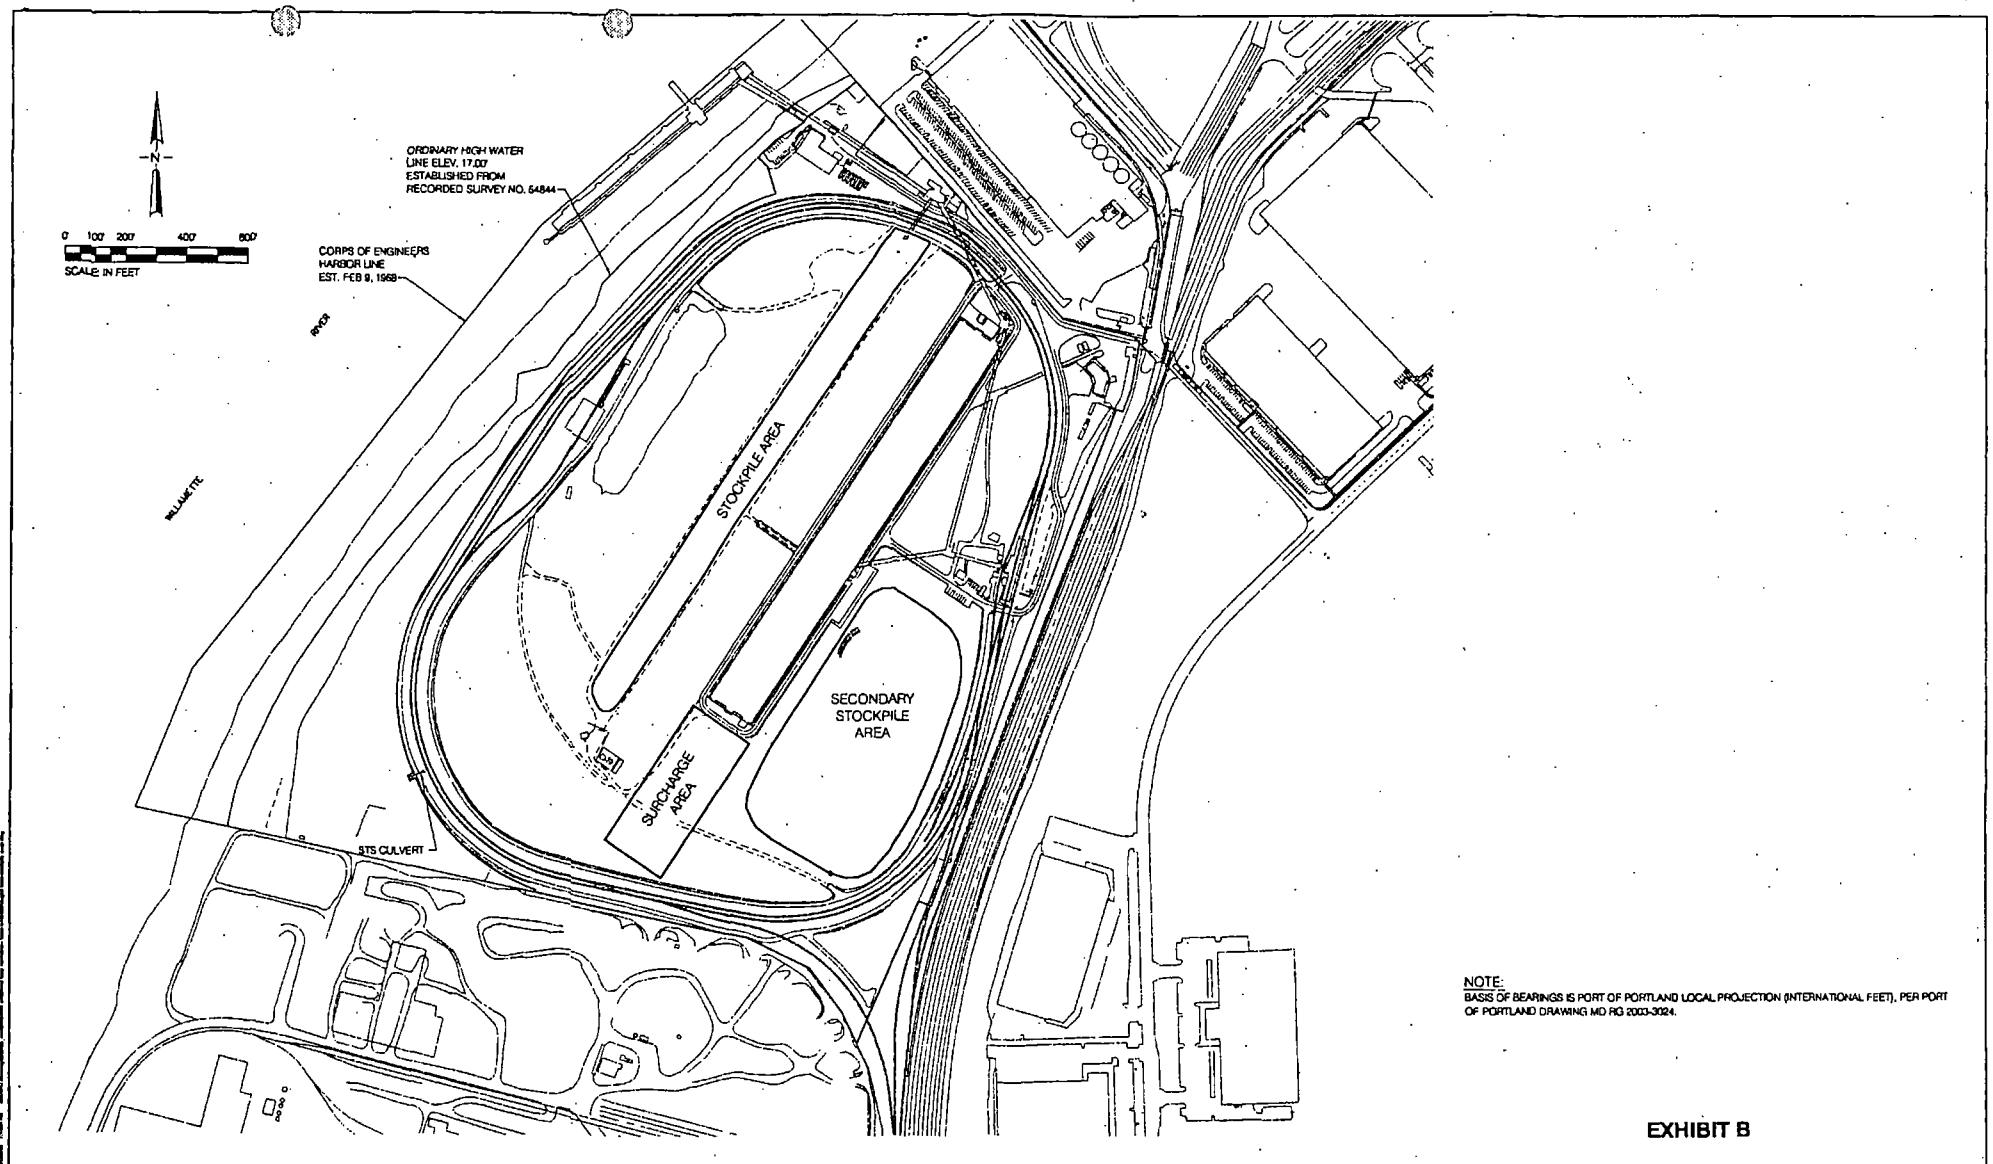 ORDINARY HIGH WATER
LINE ELEV. 17.00'
ESTABLISHED FROM
RECORDED SURVEY NO. 54844
N
0' 100' 200' 400' 800'
SCALE IN FEET
CORPS OF ENGINEERS
HARBOR LINE
EST. FEB 9, 1968
RIVER
WILLAMETTE
STOCKPILE AREA
SECONDARY
STOCKPILE
AREA
SURCHARGE
AREA
STS CULVERT
NOTE:
BASIS OF BEARINGS IS PORT OF PORTLAND LOCAL PROJECTION (INTERNATIONAL FEET), PER PORT
OF PORTLAND DRAWING MD RG 2003-3024.
EXHIBIT B